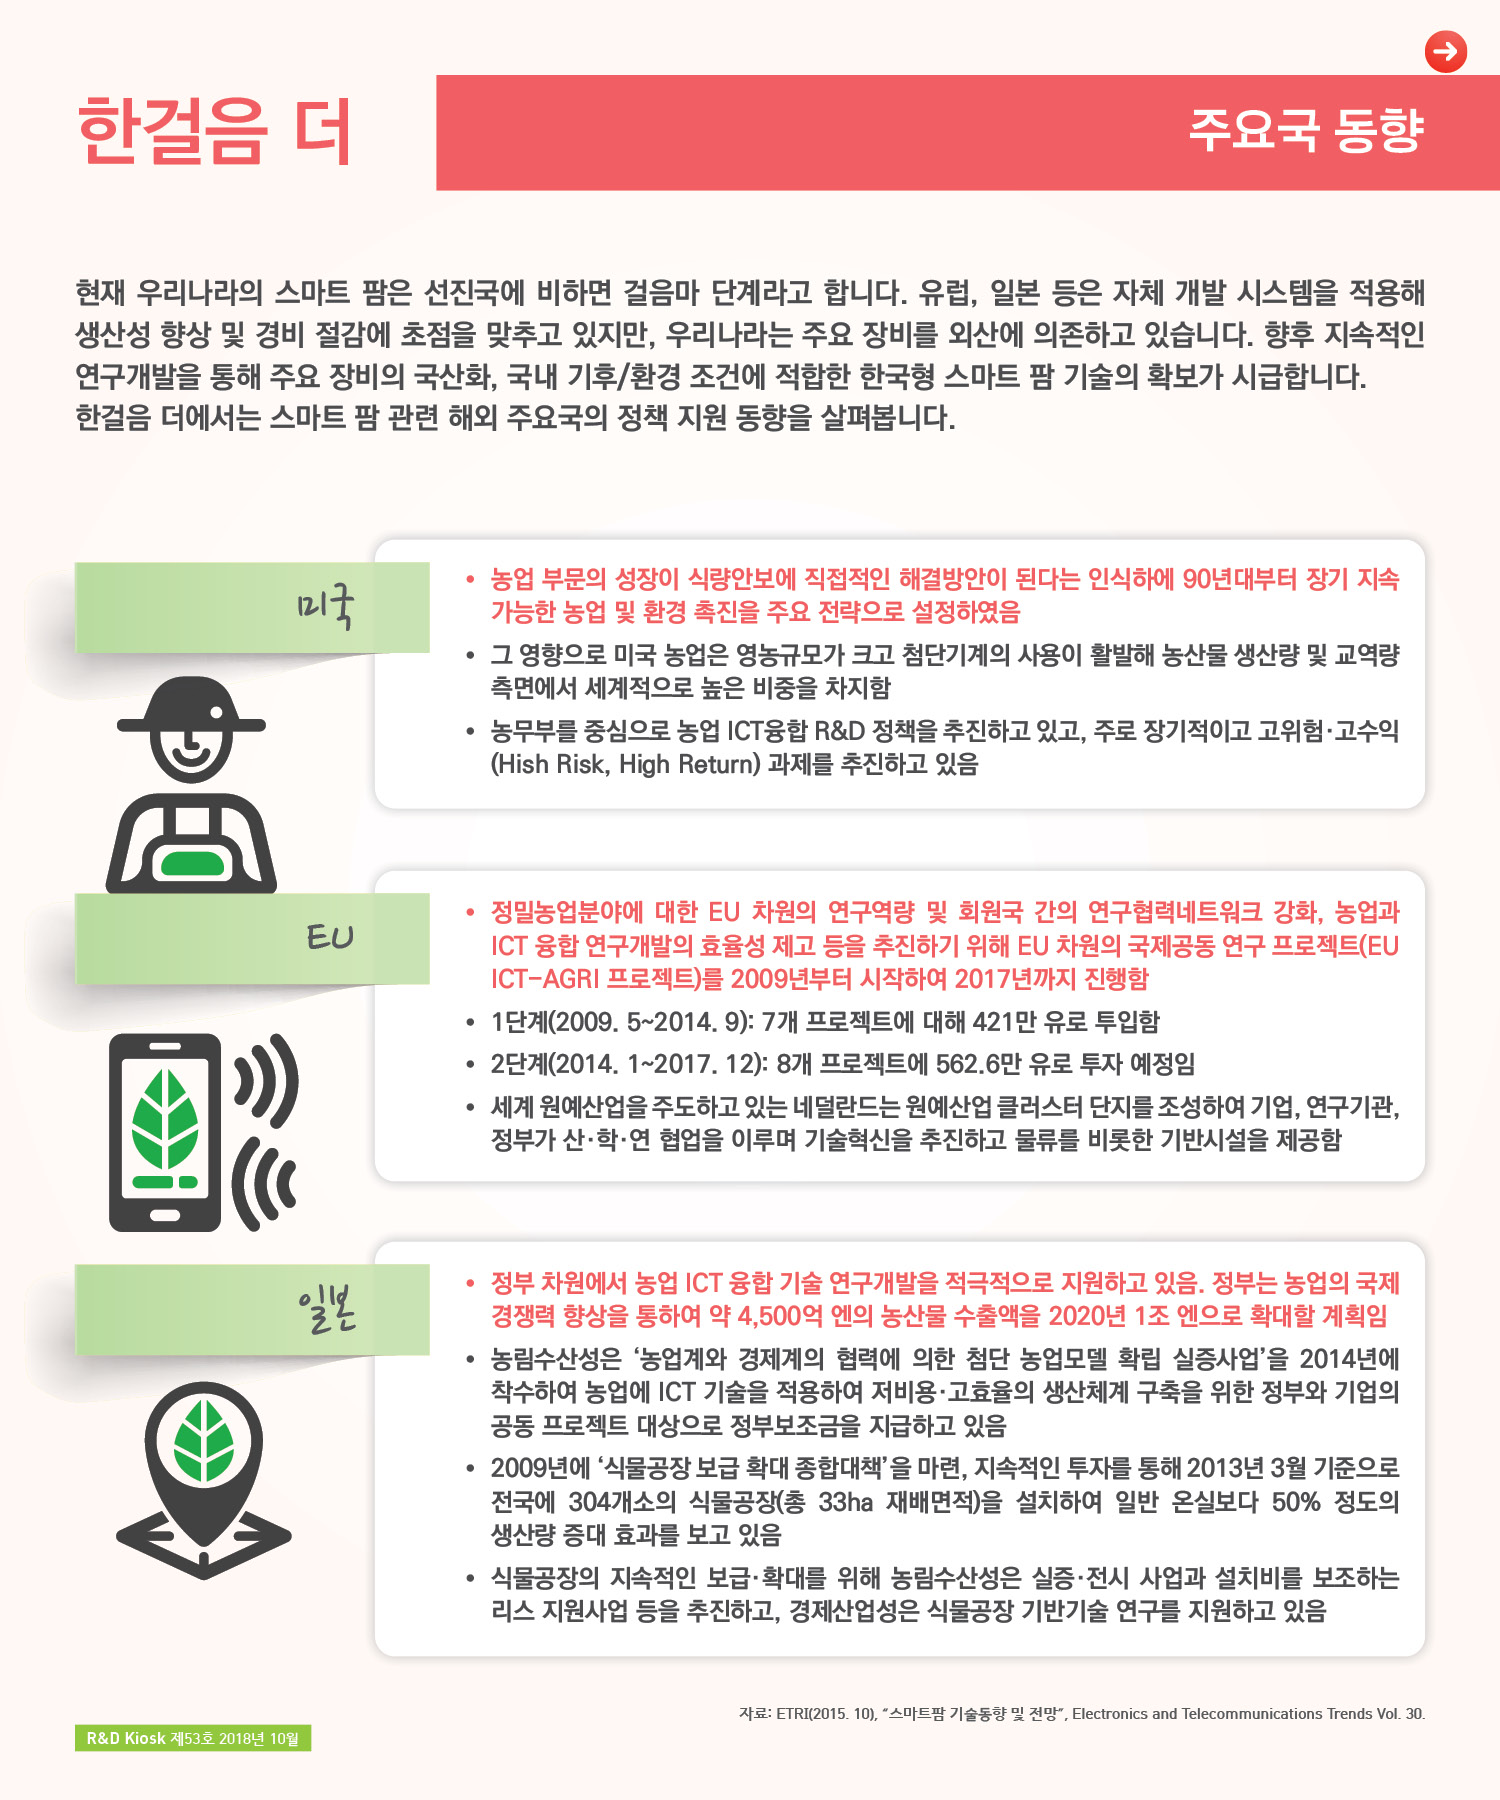 한걸음 더
주요국 동향
현재 우리나라의 스마트 팜은 선진국에 비하면 걸음마 단계라고 합니다. 유럽, 일본 등은 자체 개발 시스템을 적용해
생산성 향상 및 경비 절감에 초점을 맞추고 있지만, 우리나라는 주요 장비를 외산에 의존하고 있습니다. 향후 지속적인
연구개발을 통해 주요 장비의 국산화, 국내 기후/환경 조건에 적합한 한국형 스마트 팜 기술의 확보가 시급합니다.
한걸음 더에서는 스마트 팜 관련 해외 주요국의 정책 지원 동향을 살펴봅니다.
미국
• 농업 부문의 성장이 식량안보에 직접적인 해결방안이 된다는 인식하에 90년대부터 장기 지속
가능한 농업 및 환경 촉진을 주요 전략으로 설정하였음
• 그 영향으로 미국 농업은 영농규모가 크고 첨단기계의 사용이 활발해 농산물 생산량 및 교역량
측면에서 세계적으로 높은 비중을 차지함
• 농무부를 중심으로 농업 ICT융합 R&D 정책을 추진하고 있고, 주로 장기적이고 고위험·고수익
(Hish Risk, High Return) 과제를 추진하고 있음
EU
• 정밀농업분야에 대한 EU 차원의 연구역량 및 회원국 간의 연구협력네트워크 강화, 농업과
ICT 융합 연구개발의 효율성 제고 등을 추진하기 위해 EU 차원의 국제공동 연구 프로젝트(EU
ICT-AGRI 프로젝트)를 2009년부터 시작하여 2017년까지 진행함
• 1단계(2009. 5~2014. 9): 7개 프로젝트에 대해 421만 유로 투입함
• 2단계(2014. 1~2017. 12): 8개 프로젝트에 562.6만 유로 투자 예정임
• 세계 원예산업을 주도하고 있는 네덜란드는 원예산업 클러스터 단지를 조성하여 기업, 연구기관,
정부가 산·학·연 협업을 이루며 기술혁신을 추진하고 물류를 비롯한 기반시설을 제공함
일본
• 정부 차원에서 농업 ICT 융합 기술 연구개발을 적극적으로 지원하고 있음. 정부는 농업의 국제
경쟁력 향상을 통하여 약 4,500억 엔의 농산물 수출액을 2020년 1조 엔으로 확대할 계획임
• 농림수산성은 ‘농업계와 경제계의 협력에 의한 첨단 농업모델 확립 실증사업’을 2014년에
착수하여 농업에 ICT 기술을 적용하여 저비용·고효율의 생산체계 구축을 위한 정부와 기업의
공동 프로젝트 대상으로 정부보조금을 지급하고 있음
• 2009년에 ‘식물공장 보급 확대 종합대책’을 마련, 지속적인 투자를 통해 2013년 3월 기준으로
전국에 304개소의 식물공장(총 33ha 재배면적)을 설치하여 일반 온실보다 50% 정도의
생산량 증대 효과를 보고 있음
• 식물공장의 지속적인 보급·확대를 위해 농림수산성은 실증·전시 사업과 설치비를 보조하는
리스 지원사업 등을 추진하고, 경제산업성은 식물공장 기반기술 연구를 지원하고 있음
자료: ETRI(2015. 10), “스마트팜 기술동향 및 전망”, Electronics and Telecommunications Trends Vol. 30.
R&D Kiosk 제53호 2018년 10월